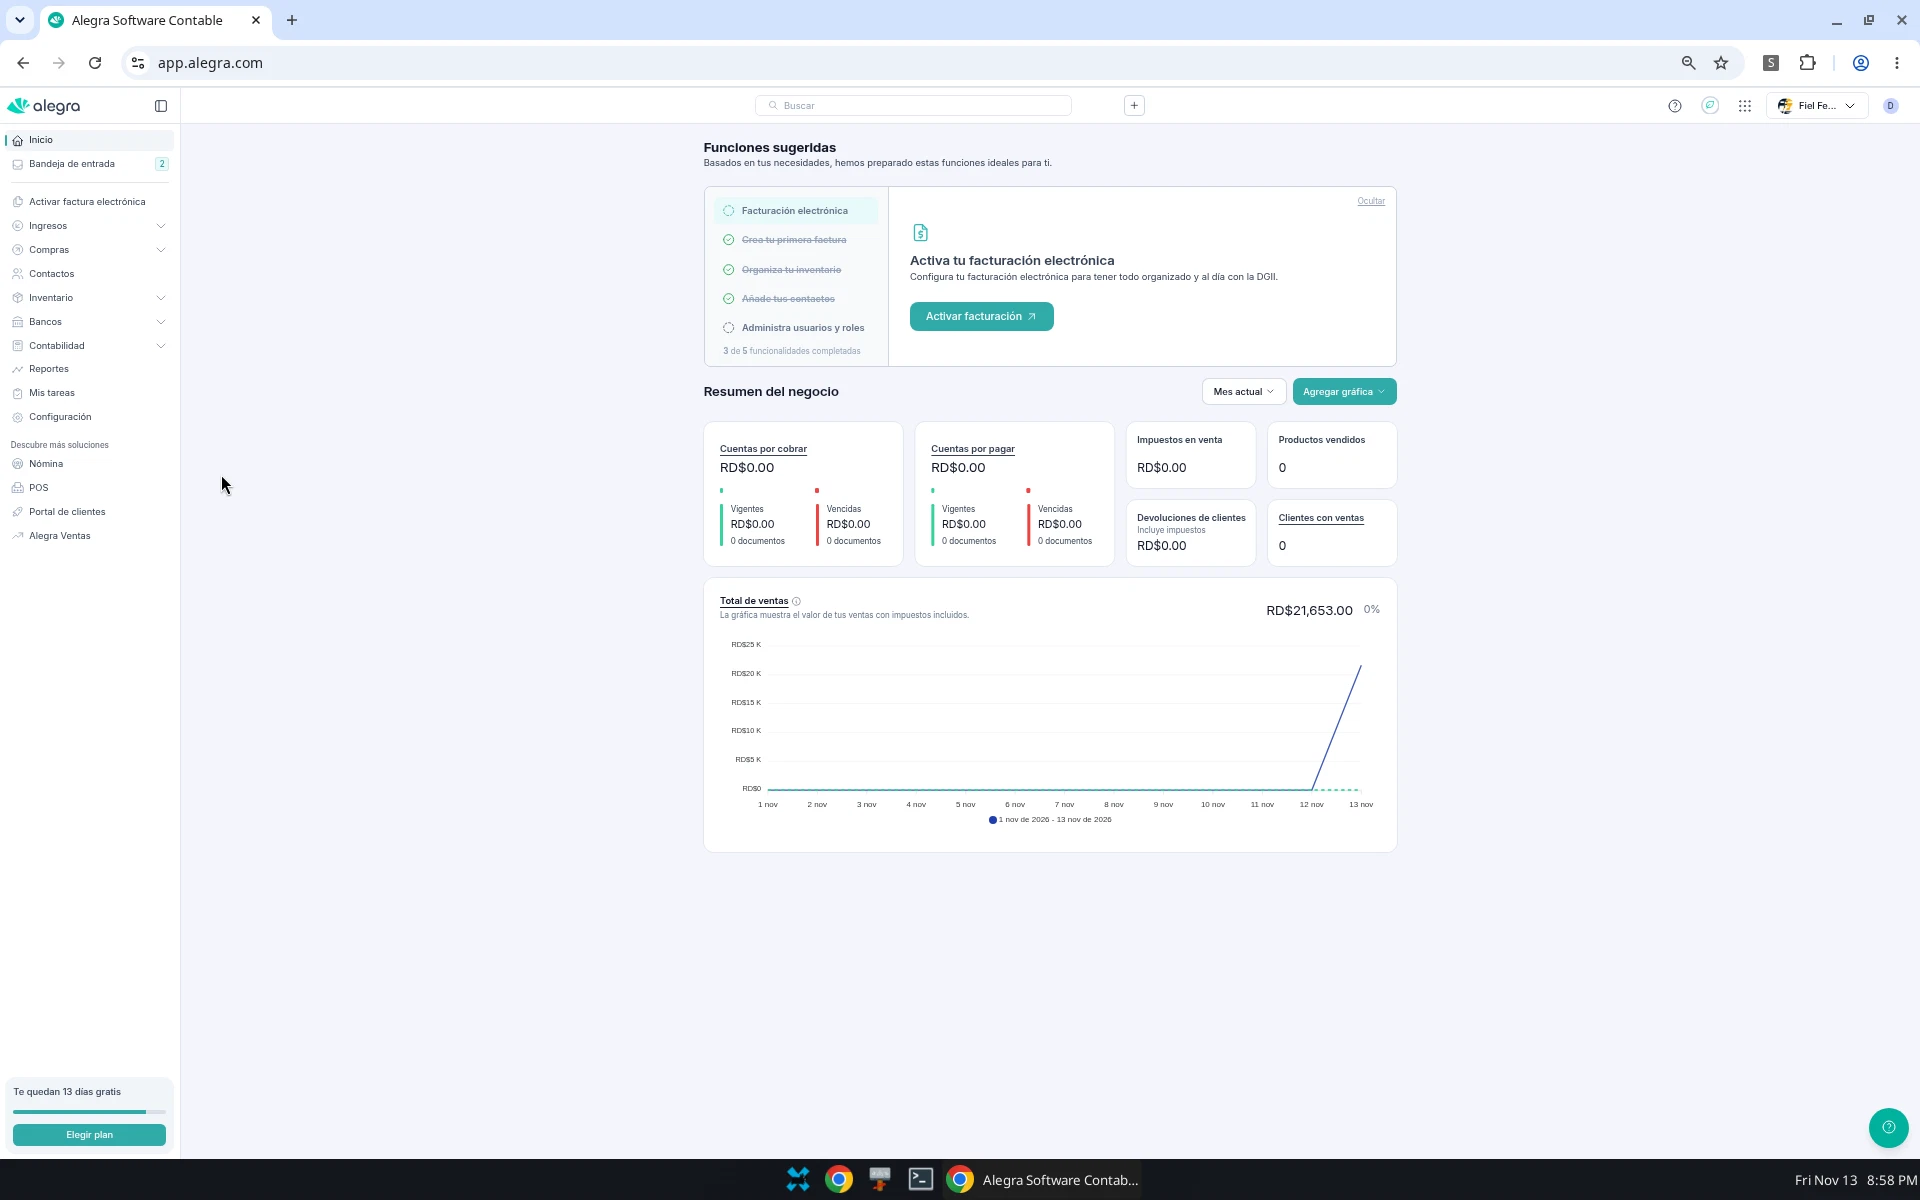 Alegra Software Contable
app.alegra.com
S
alegra
Buscar
Fiel Fe...
D
Inicio
Bandeja de entrada
2
Activar factura electrónica
Ingresos
Compras
Contactos
Inventario
Bancos
Contabilidad
Reportes
Mis tareas
Configuración
Descubre más soluciones
Nómina
POS
Portal de clientes
Alegra Ventas
Te quedan 13 días gratis
Elegir plan
Funciones sugeridas
Basados en tus necesidades, hemos preparado estas funciones ideales para ti.
Facturación electrónica
Crea tu primera factura
Organiza tu inventario
Añade tus contactos
Administra usuarios y roles
3 de 5 funcionalidades completadas
Ocultar
Activa tu facturación electrónica
Configura tu facturación electrónica para tener todo organizado y al día con la DGII.
Activar facturación
Resumen del negocio
Mes actual
Agregar gráfica
Cuentas por cobrar
RD$0.00
Vigentes
RD$0.00
0 documentos
Vencidas
RD$0.00
0 documentos
Cuentas por pagar
RD$0.00
Vigentes
RD$0.00
0 documentos
Vencidas
RD$0.00
0 documentos
Impuestos en venta
RD$0.00
Productos vendidos
0
Devoluciones de clientes
Incluye impuestos
RD$0.00
Clientes con ventas
0
Total de ventas
La gráfica muestra el valor de tus ventas con impuestos incluidos.
RD$21,653.00 0%
RD$25 K
RD$20 K
RD$15 K
RD$10 K
RD$5 K
RD$0
1 nov 2 nov 3 nov 4 nov 5 nov 6 nov 7 nov 8 nov 9 nov 10 nov 11 nov 12 nov 13 nov
1 nov de 2026 - 13 nov de 2026
Alegra Software Contab...
Fri Nov 13 8:58 PM